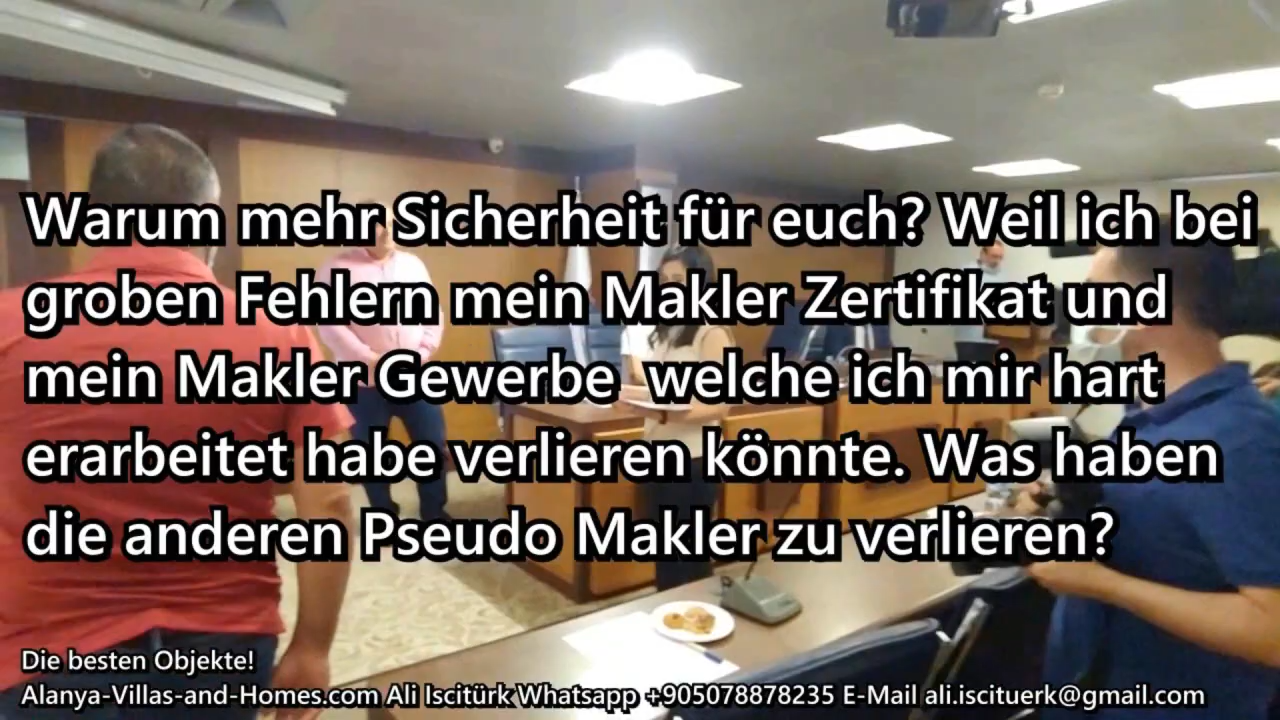 Warum mehr Sicherheit für euch? Weil ich bei
groben Fehlern mein Makler Zertifikat und
mein Makler Gewerbe welche ich mir hart
erarbeitet habe verlieren könnte. Was haben
die anderen Pseudo Makler zu verlieren?
Die besten Objekte!
Alanya-Villas-and-Homes.com Ali Iscitürk Whatsapp +905078878235 E-Mail ali.iscituerk@gmail.com